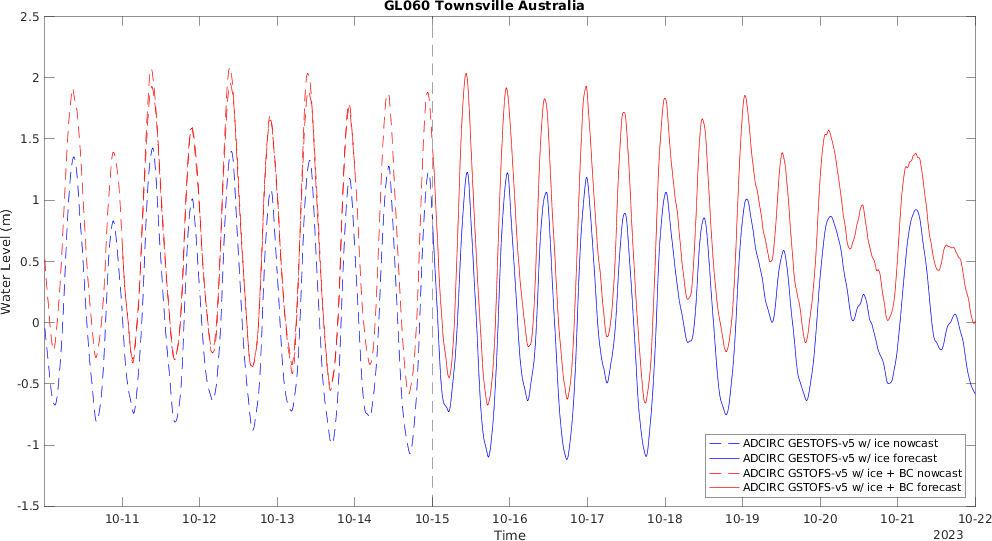 GL060 Townsville Australia
2.5
2
1.5
1
0.5
0
-0.5
-1
-1.5
Water Level (m)
10-11 10-12 10-13 10-14 10-15 10-16 10-17 10-18 10-19 10-20 10-21 10-22
Time
2023
ADCIRC GESTOFS-v5 w/ ice nowcast
ADCIRC GESTOFS-v5 w/ ice forecast
ADCIRC GSTOFS-v5 w/ ice + BC nowcast
ADCIRC GSTOFS-v5 w/ ice + BC forecast